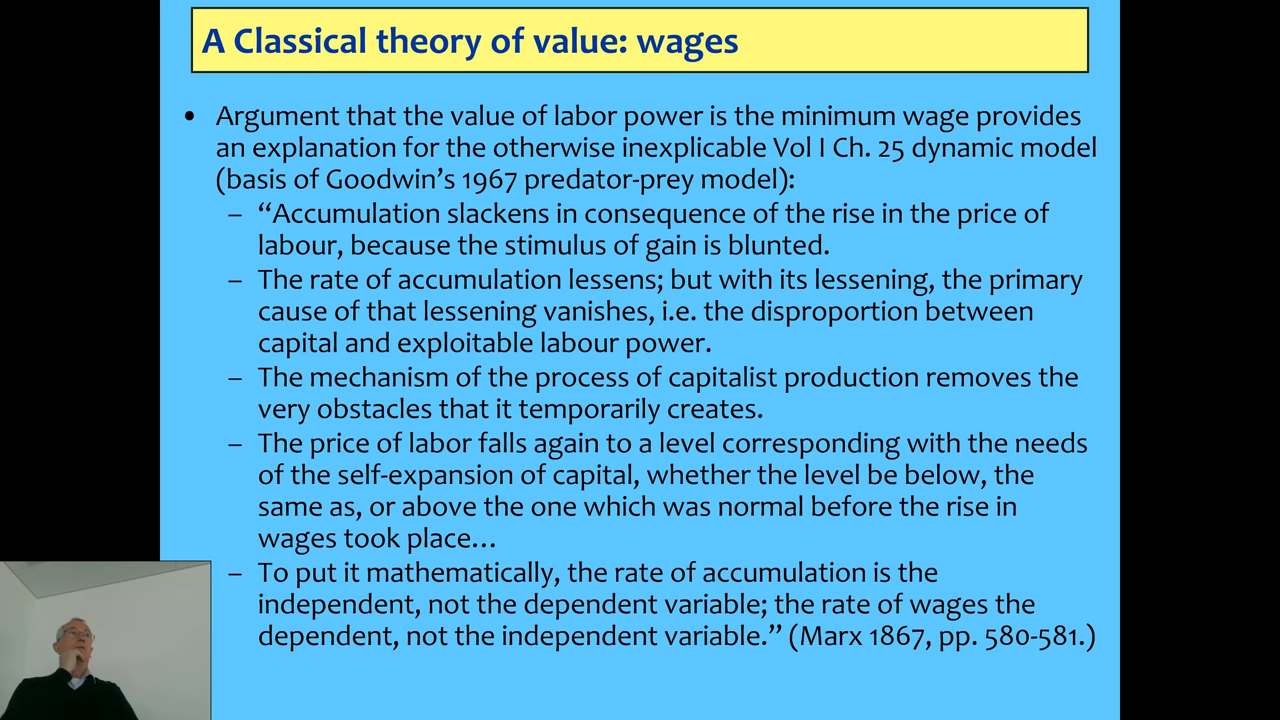 A Classical theory of value: wages
• Argument that the value of labor power is the minimum wage provides
an explanation for the otherwise inexplicable Vol I Ch. 25 dynamic model
(basis of Goodwin’s 1967 predator-prey model):
– “Accumulation slackens in consequence of the rise in the price of
labour, because the stimulus of gain is blunted.
– The rate of accumulation lessens; but with its lessening, the primary
cause of that lessening vanishes, i.e. the disproportion between
capital and exploitable labour power.
– The mechanism of the process of capitalist production removes the
very obstacles that it temporarily creates.
– The price of labor falls again to a level corresponding with the needs
of the self-expansion of capital, whether the level be below, the
same as, or above the one which was normal before the rise in
wages took place…
– To put it mathematically, the rate of accumulation is the
independent, not the dependent variable; the rate of wages the
dependent, not the independent variable.” (Marx 1867, pp. 580-581.)